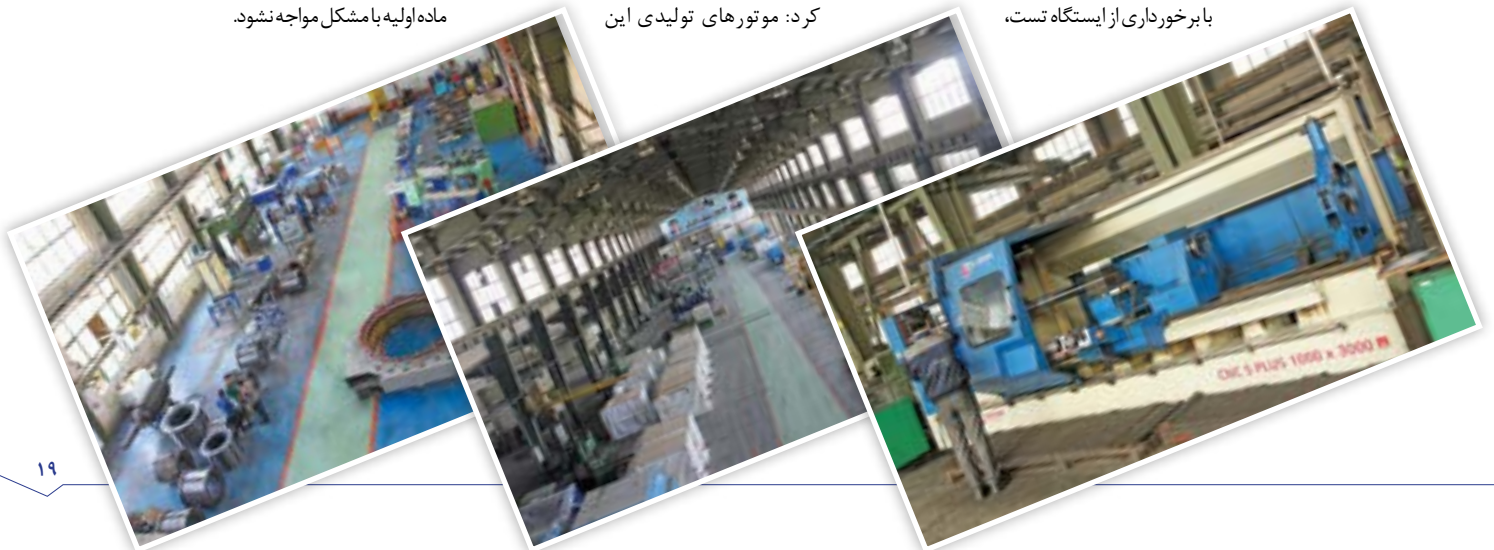 با برخورداری از ایستگاه تست،
کرد: موتورهای تولیدی این
ماده اولیه با مشکل مواجه نشود.
CNC 5 PLUS 1000 x 3000
۱۹